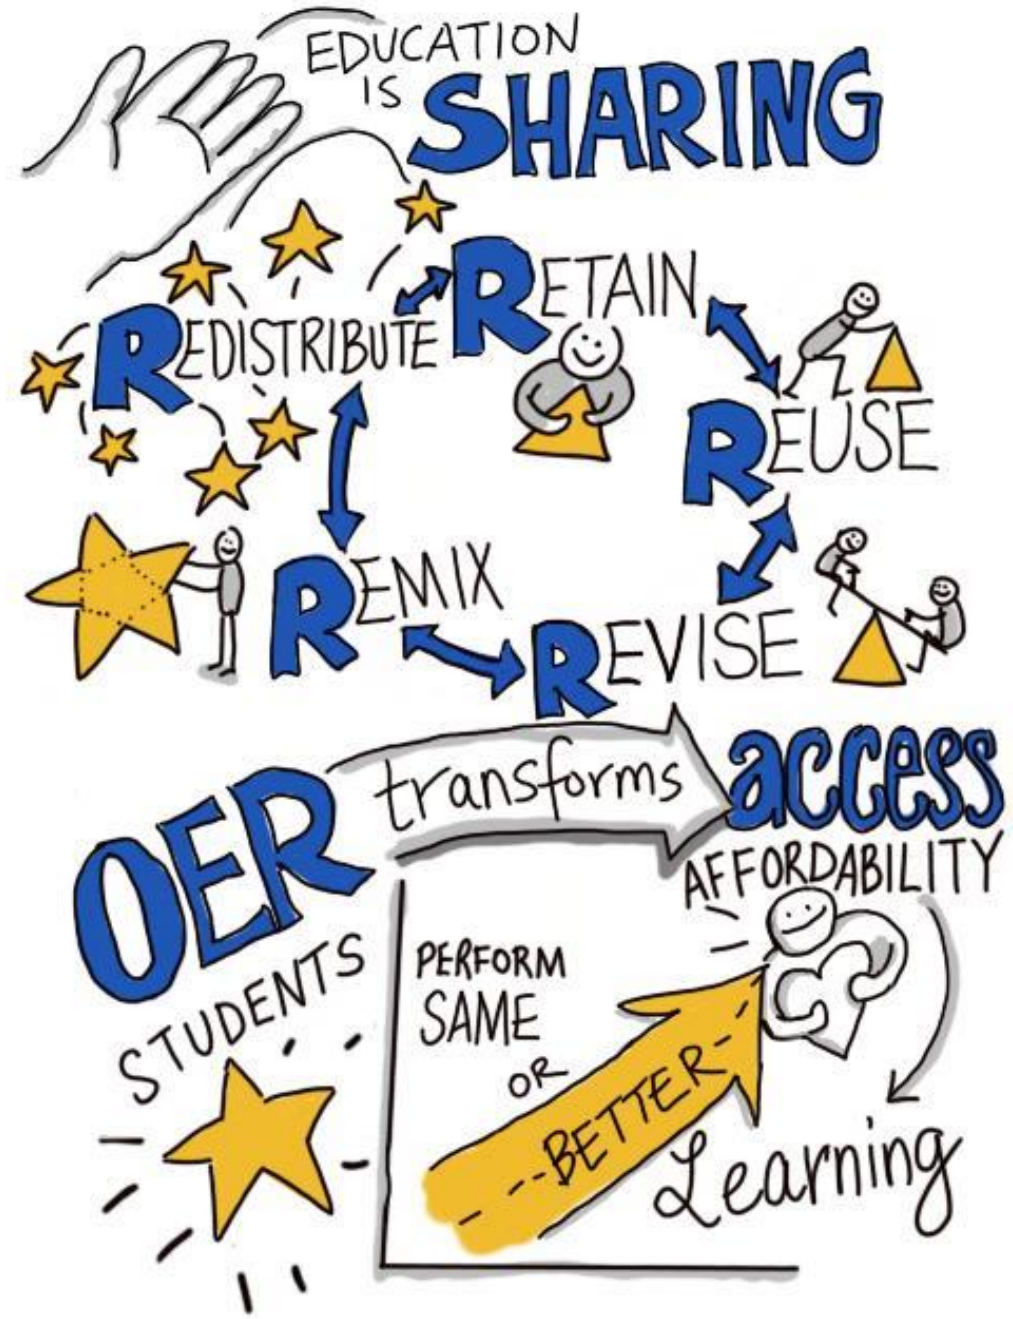 EDUCATION
IS SHARING
RETAIN
REDISTRIBUTE
REUSE
REMIX
REVISE
OER transforms access
AFFORDABILITY
STUDENTS
PERFORM
SAME
OR
BETTER
Learning